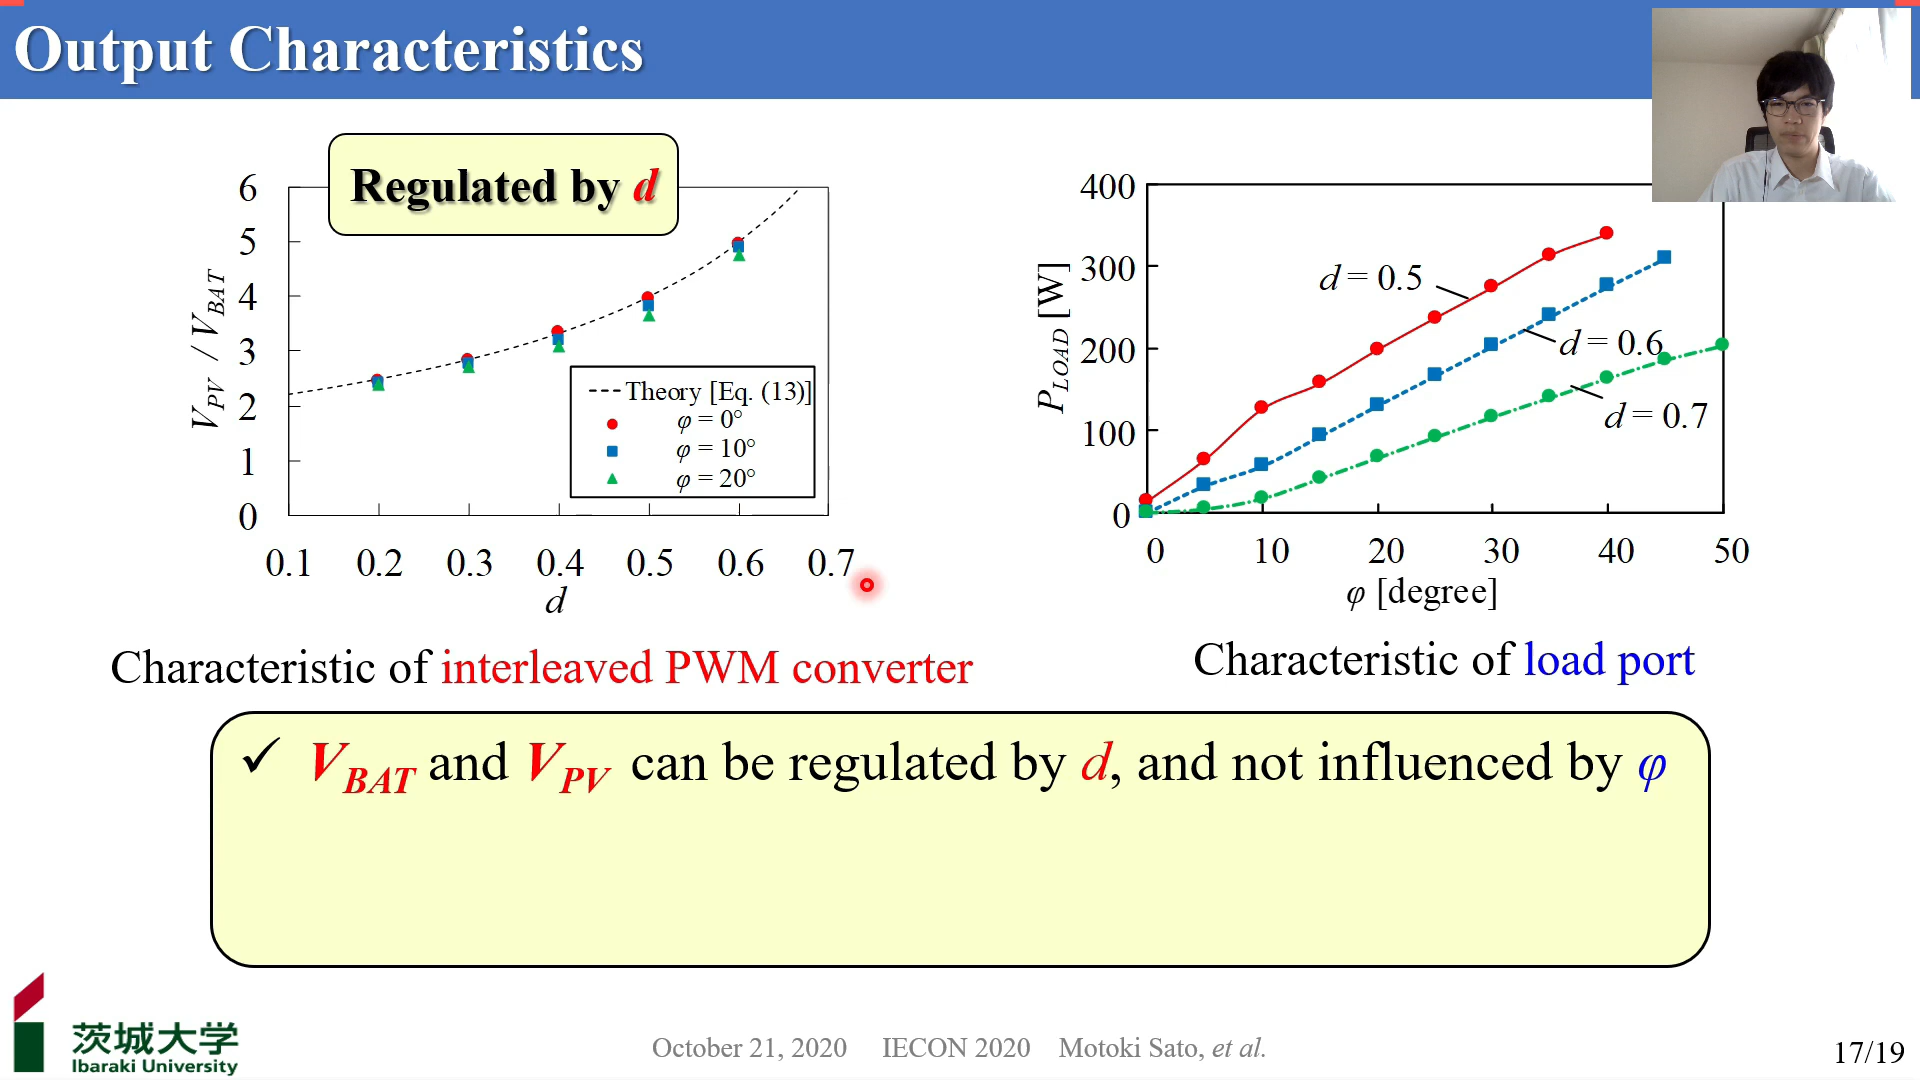 Output Characteristics
Regulated by d
6
5
4
3
2
1
0
V_PV / V_BAT
Theory [Eq. (13)]
φ = 0°
φ = 10°
φ = 20°
0.1 0.2 0.3 0.4 0.5 0.6 0.7
d
Characteristic of interleaved PWM converter
400
300
200
100
0
P_LOAD [W]
d = 0.5
d = 0.6
d = 0.7
0 10 20 30 40 50
φ [degree]
Characteristic of load port
✓ V_BAT and V_PV can be regulated by d, and not influenced by φ
茨城大学
Ibaraki University
October 21, 2020 IECON 2020 Motoki Sato, et al.
17/19